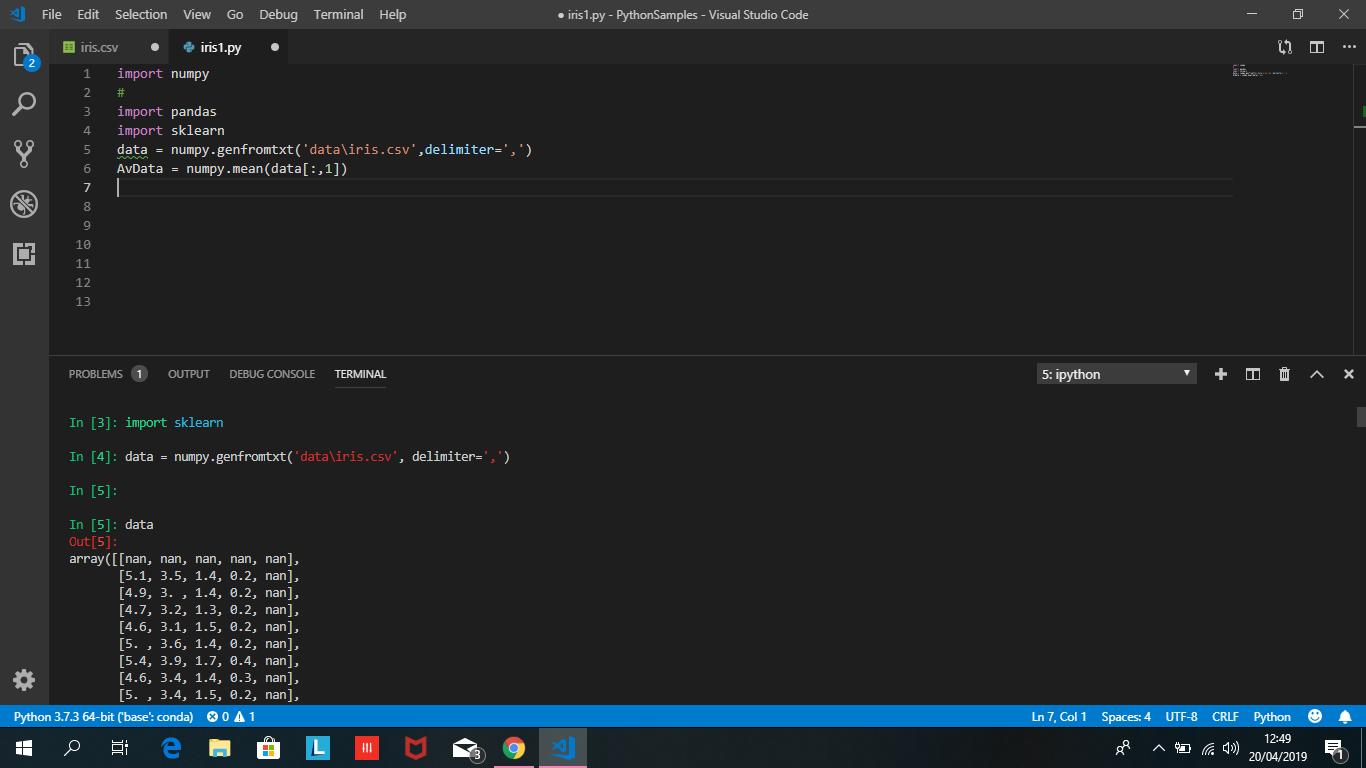 File Edit Selection View Go Debug Terminal Help ● iris1.py - PythonSamples - Visual Studio Code
iris.csv ● iris1.py ●
2
1 import numpy
2 #
3 import pandas
4 import sklearn
5 data = numpy.genfromtxt('data\iris.csv',delimiter=',')
6 AvData = numpy.mean(data[:,1])
7
8
9
10
11
12
13
PROBLEMS 1 OUTPUT DEBUG CONSOLE TERMINAL 5: ipython
In [3]: import sklearn
In [4]: data = numpy.genfromtxt('data\iris.csv', delimiter=',')
In [5]:
In [5]: data
Out[5]:
array([[nan, nan, nan, nan, nan],
[5.1, 3.5, 1.4, 0.2, nan],
[4.9, 3. , 1.4, 0.2, nan],
[4.7, 3.2, 1.3, 0.2, nan],
[4.6, 3.1, 1.5, 0.2, nan],
[5. , 3.6, 1.4, 0.2, nan],
[5.4, 3.9, 1.7, 0.4, nan],
[4.6, 3.4, 1.4, 0.3, nan],
[5. , 3.4, 1.5, 0.2, nan],
Python 3.7.3 64-bit ('base': conda) 0 1 Ln 7, Col 1 Spaces: 4 UTF-8 CRLF Python
L 3 12:49
20/04/2019 1